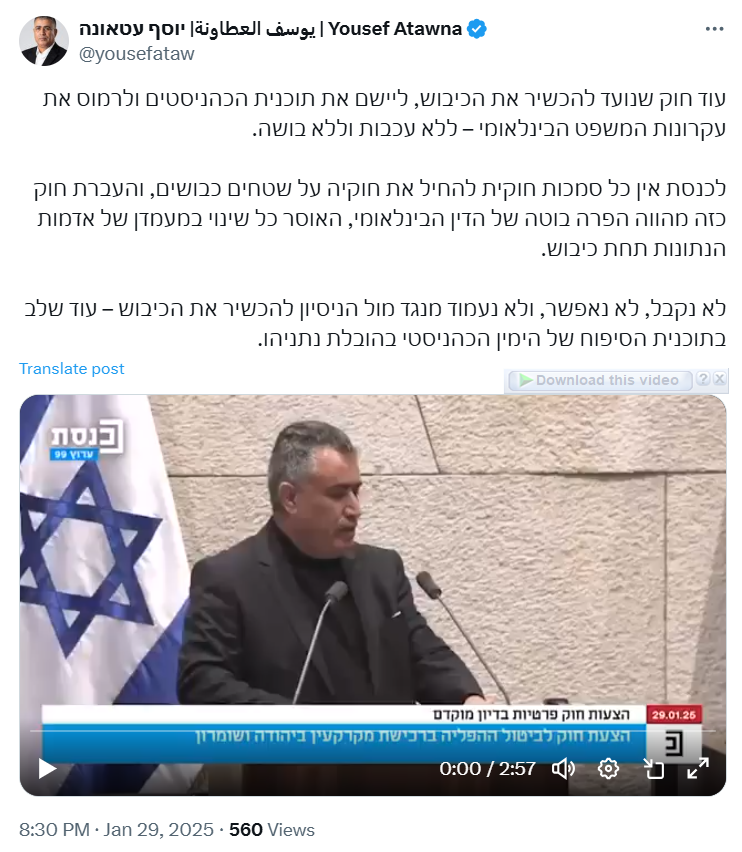 יוסף עטאונה |يوسف العطاونة | Yousef Atawna
@yousefataw
עוד חוק שנועד להכשיר את הכיבוש, ליישם את תוכנית הכהניסטים ולרמוס את
עקרונות המשפט הבינלאומי – ללא עכבות וללא בושה.
לכנסת אין כל סמכות חוקית להחיל את חוקיה על שטחים כבושים, והעברת חוק
כזה מהווה הפרה בוטה של הדין הבינלאומי, האוסר כל שינוי במעמדן של אדמות
הנתונות תחת כיבוש.
לא נקבל, לא נאפשר, ולא נעמוד מנגד מול הניסיון להכשיר את הכיבוש – עוד שלב
בתוכנית הסיפוח של הימין הכהניסטי בהובלת נתניהו.
Translate post
Download this video ? X
כנסת
ערוץ 99
הצעות חוק פרטיות בדיון מוקדם
29.01.25
הצעת חוק לביטול ההפליה ברכישת מקרקעין ביהודה ושומרון
0:00 / 2:57
8:30 PM · Jan 29, 2025 · 560 Views